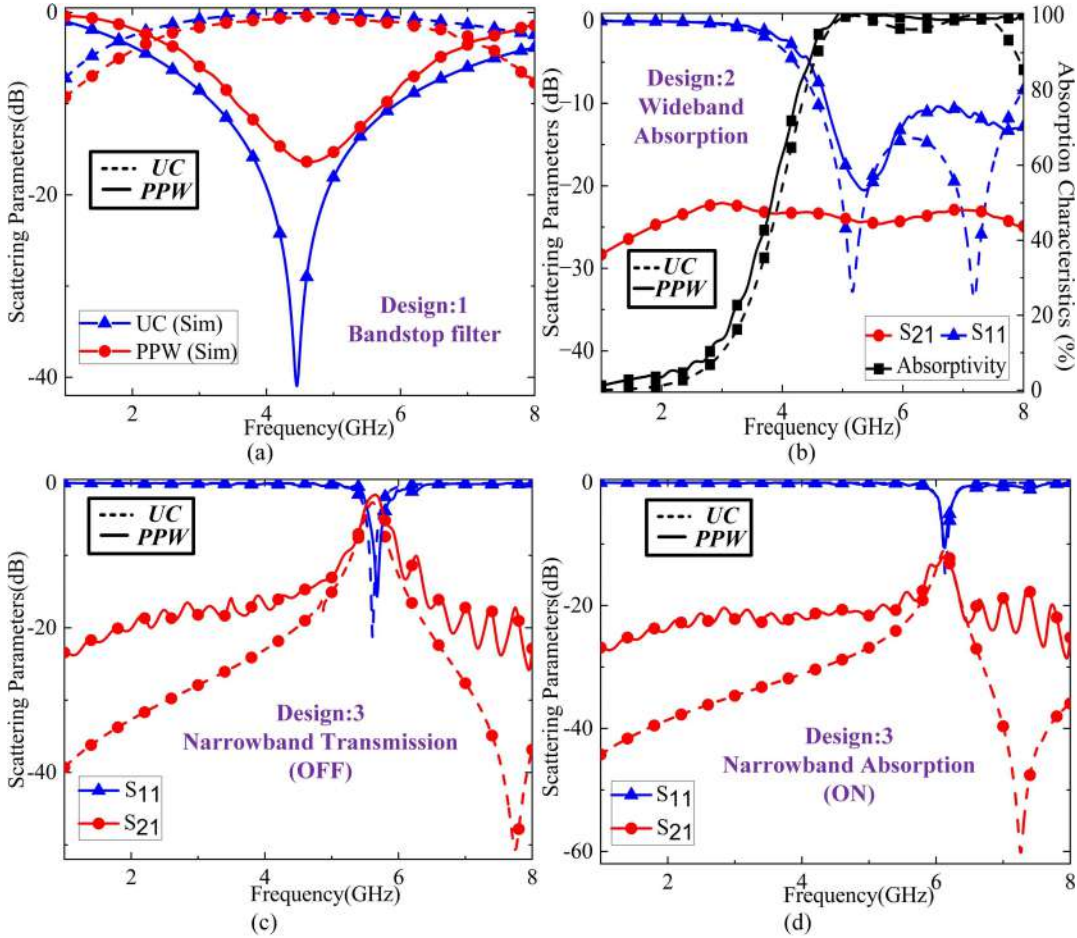 0
-20
-40
Scattering Parameters(dB)
UC
PPW
UC (Sim)
PPW (Sim)
Design:1
Bandstop filter
2
4
6
8
Frequency(GHz)
(a)
0
-10
-20
-30
-40
Scattering Parameters (dB)
Design:2
Wideband
Absorption
UC
PPW
S21
S11
Absorptivity
100
80
60
40
20
0
Absorption Characteristics (%)
2
4
6
8
Frequency (GHz)
(b)
0
-20
-40
Scattering Parameters(dB)
UC
PPW
Design:3
Narrowband Transmission
(OFF)
S11
S21
2
4
6
8
Frequency(GHz)
(c)
0
-20
-40
-60
Scattering Parameters(dB)
UC
PPW
Design:3
Narrowband Absorption
(ON)
S11
S21
2
4
6
8
Frequency(GHz)
(d)